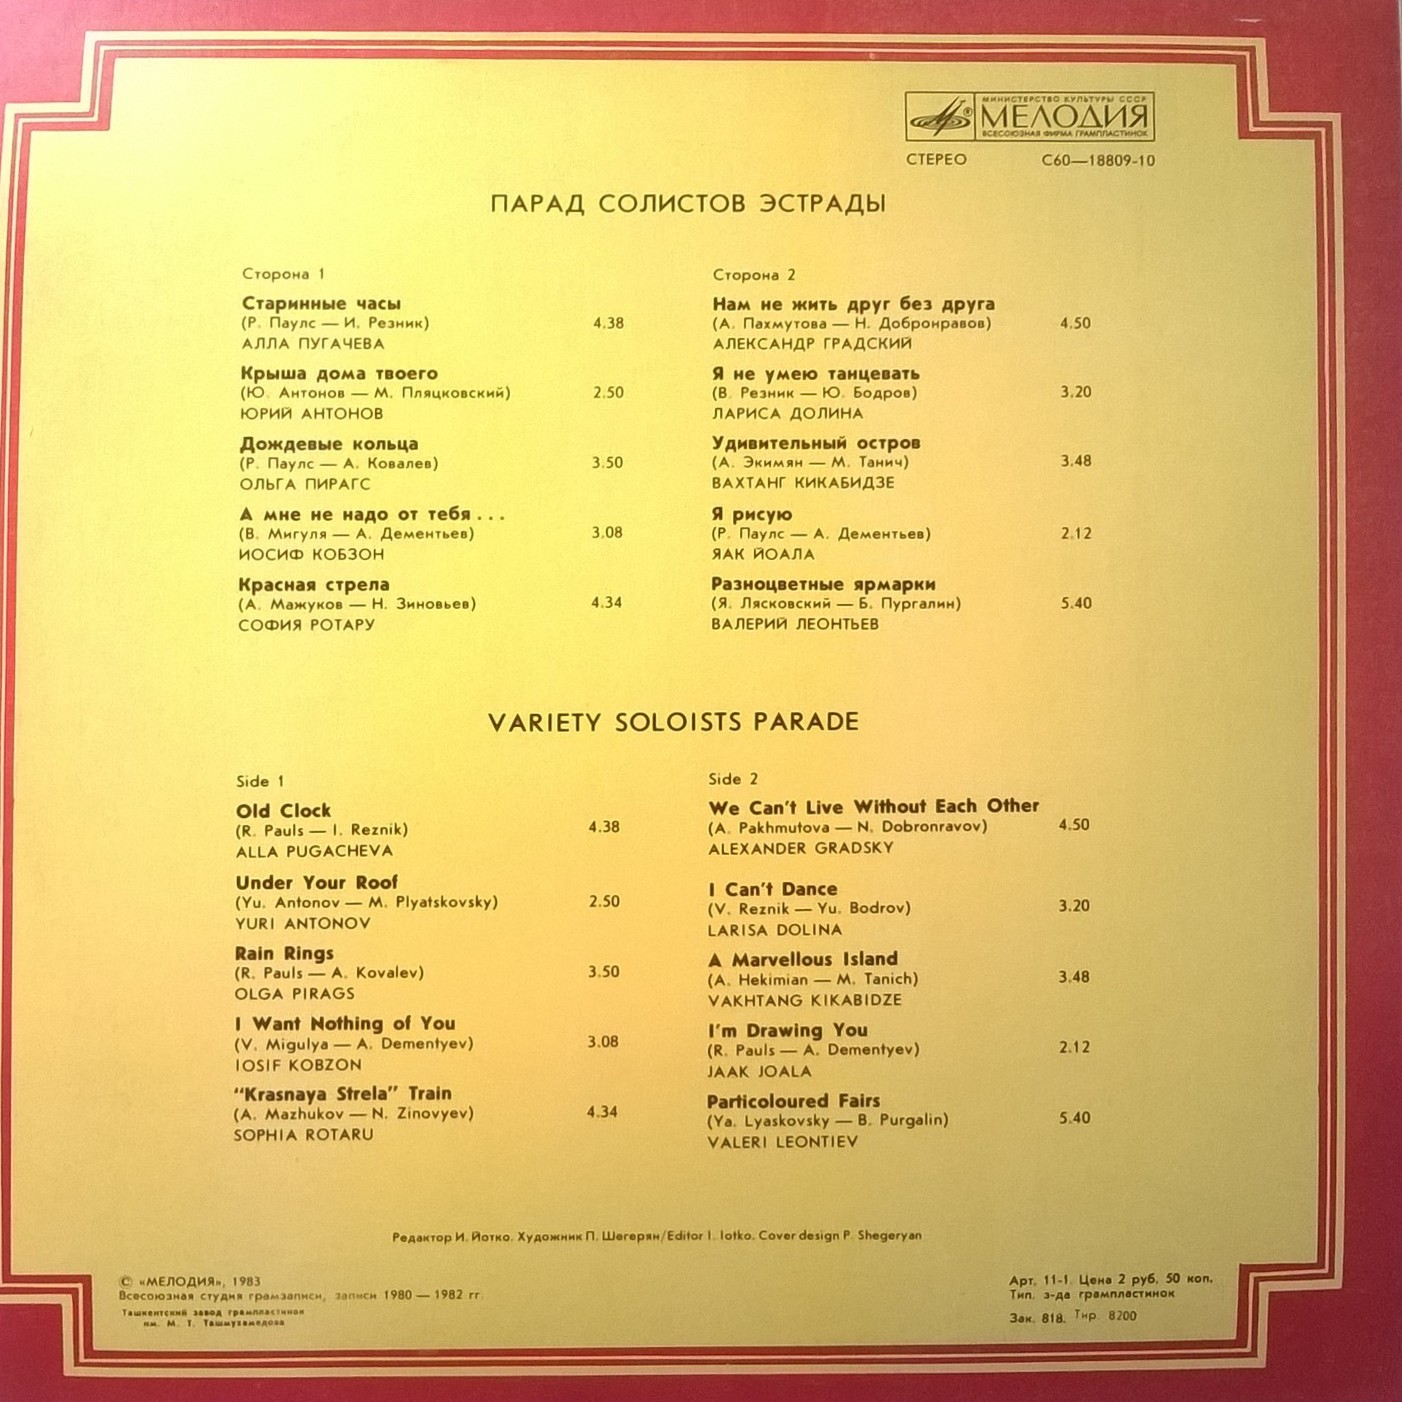 МИНИСТЕРСТВО КУЛЬТУРЫ СССР
МЕЛОДИЯ
ВСЕСОЮЗНАЯ ФИРМА ГРАМПЛАСТИНОК
СТЕРЕО С60—18809-10
ПАРАД СОЛИСТОВ ЭСТРАДЫ
Сторона 1
Старинные часы
(Р. Паулс — И. Резник) 4.38
АЛЛА ПУГАЧЕВА
Крыша дома твоего
(Ю. Антонов — М. Пляцковский) 2.50
ЮРИЙ АНТОНОВ
Дождевые кольца
(Р. Паулс — А. Ковалев) 3.50
ОЛЬГА ПИРАГС
А мне не надо от тебя . . .
(В. Мигуля — А. Дементьев) 3.08
ИОСИФ КОБЗОН
Красная стрела
(А. Мажуков — Н. Зиновьев) 4.34
СОФИЯ РОТАРУ
Сторона 2
Нам не жить друг без друга
(А. Пахмутова — Н. Добронравов) 4.50
АЛЕКСАНДР ГРАДСКИЙ
Я не умею танцевать
(В. Резник — Ю. Бодров) 3.20
ЛАРИСА ДОЛИНА
Удивительный остров
(А. Экимян — М. Танич) 3.48
ВАХТАНГ КИКАБИДЗЕ
Я рисую
(Р. Паулс — А. Дементьев) 2.12
ЯАК ЙОАЛА
Разноцветные ярмарки
(Я. Лясковский — Б. Пургалин) 5.40
ВАЛЕРИЙ ЛЕОНТЬЕВ
VARIETY SOLOISTS PARADE
Side 1
Old Clock
(R. Pauls — I. Reznik) 4.38
ALLA PUGACHEVA
Under Your Roof
(Yu. Antonov — M. Plyatskovsky) 2.50
YURI ANTONOV
Rain Rings
(R. Pauls — A. Kovalev) 3.50
OLGA PIRAGS
I Want Nothing of You
(V. Migulya — A. Dementyev) 3.08
IOSIF KOBZON
“Krasnaya Strela” Train
(A. Mazhukov — N. Zinovyev) 4.34
SOPHIA ROTARU
Side 2
We Can't Live Without Each Other
(A. Pakhmutova — N. Dobronravov) 4.50
ALEXANDER GRADSKY
I Can't Dance
(V. Reznik — Yu. Bodrov) 3.20
LARISA DOLINA
A Marvellous Island
(A. Hekimian — M. Tanich) 3.48
VAKHTANG KIKABIDZE
I'm Drawing You
(R. Pauls — A. Dementyev) 2.12
JAAK JOALA
Particoloured Fairs
(Ya. Lyaskovsky — B. Purgalin) 5.40
VALERI LEONTIEV
Редактор И. Йотко. Художник П. Шегерян/Editor I. Iotko. Cover design P. Shegeryan
© «МЕЛОДИЯ», 1983
Всесоюзная студия грамзаписи, записи 1980 — 1982 гг.
Ташкентский завод грампластинок
им. М. Т. Ташмухамедова
Арт. 11-1. Цена 2 руб. 50 коп.
Тип. з-да грампластинок
Зак. 818. Тир. 8200